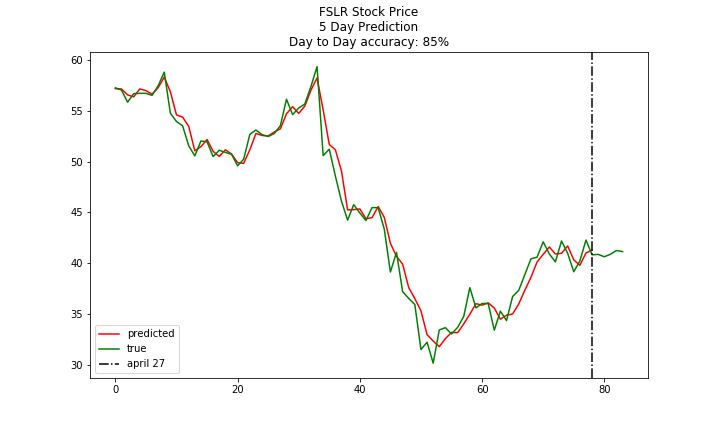 FSLR Stock Price
5 Day Prediction
Day to Day accuracy: 85%
60
55
50
45
40
35
30
predicted
true
april 27
0
20
40
60
80